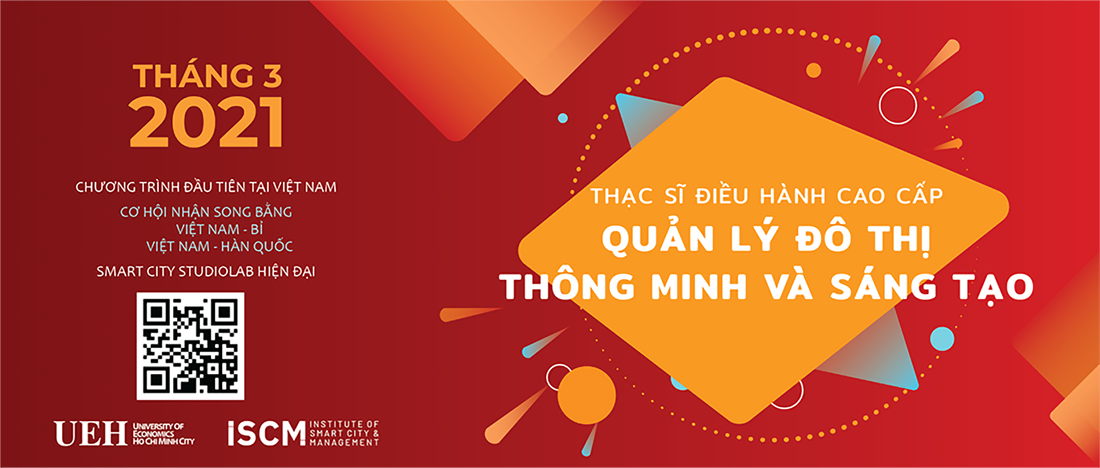 THÁNG 3
2021
CHƯƠNG TRÌNH ĐẦU TIÊN TẠI VIỆT NAM
CƠ HỘI NHẬN SONG BẰNG
VIỆT NAM - BỈ
VIỆT NAM - HÀN QUỐC
SMART CITY STUDIOLAB HIỆN ĐẠI
UEH UNIVERSITY OF
ECONOMICS
HO CHI MINH CITY
iSCM INSTITUTE OF
SMART CITY &
MANAGEMENT
THẠC SĨ ĐIỀU HÀNH CAO CẤP
QUẢN LÝ ĐÔ THỊ
THÔNG MINH VÀ SÁNG TẠO